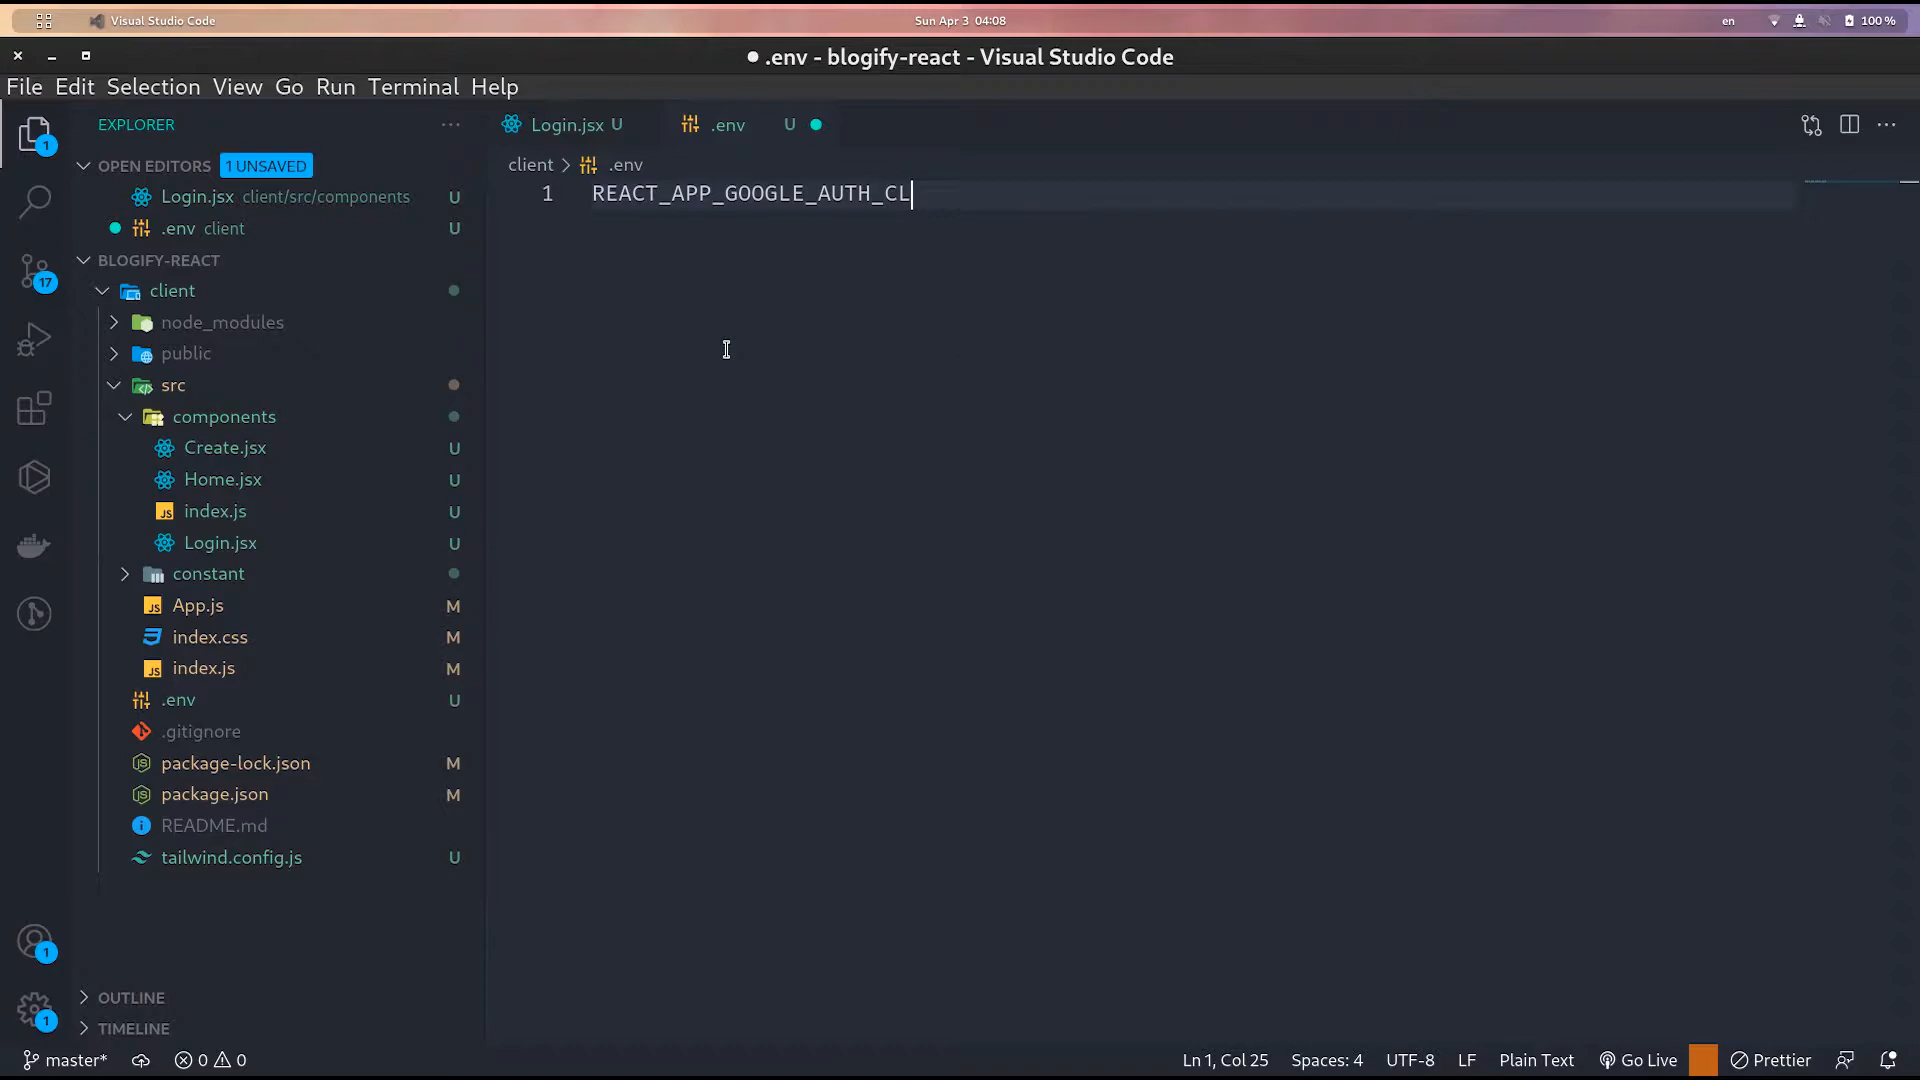 Visual Studio Code
Sun Apr 3 04:08
en
100 %
.env - blogify-react - Visual Studio Code
File Edit Selection View Go Run Terminal Help
EXPLORER
OPEN EDITORS 1 UNSAVED
Login.jsx client/src/components U
.env client U
BLOGIFY-REACT
client
node_modules
public
src
components
Create.jsx U
Home.jsx U
index.js U
Login.jsx U
constant
App.js M
index.css M
index.js M
.env U
.gitignore
package-lock.json M
package.json M
README.md
tailwind.config.js U
OUTLINE
TIMELINE
1
17
1
1
Login.jsx U
.env U
client > .env
1 REACT_APP_GOOGLE_AUTH_CL
master* 0 0
Ln 1, Col 25 Spaces: 4 UTF-8 LF Plain Text Go Live Prettier